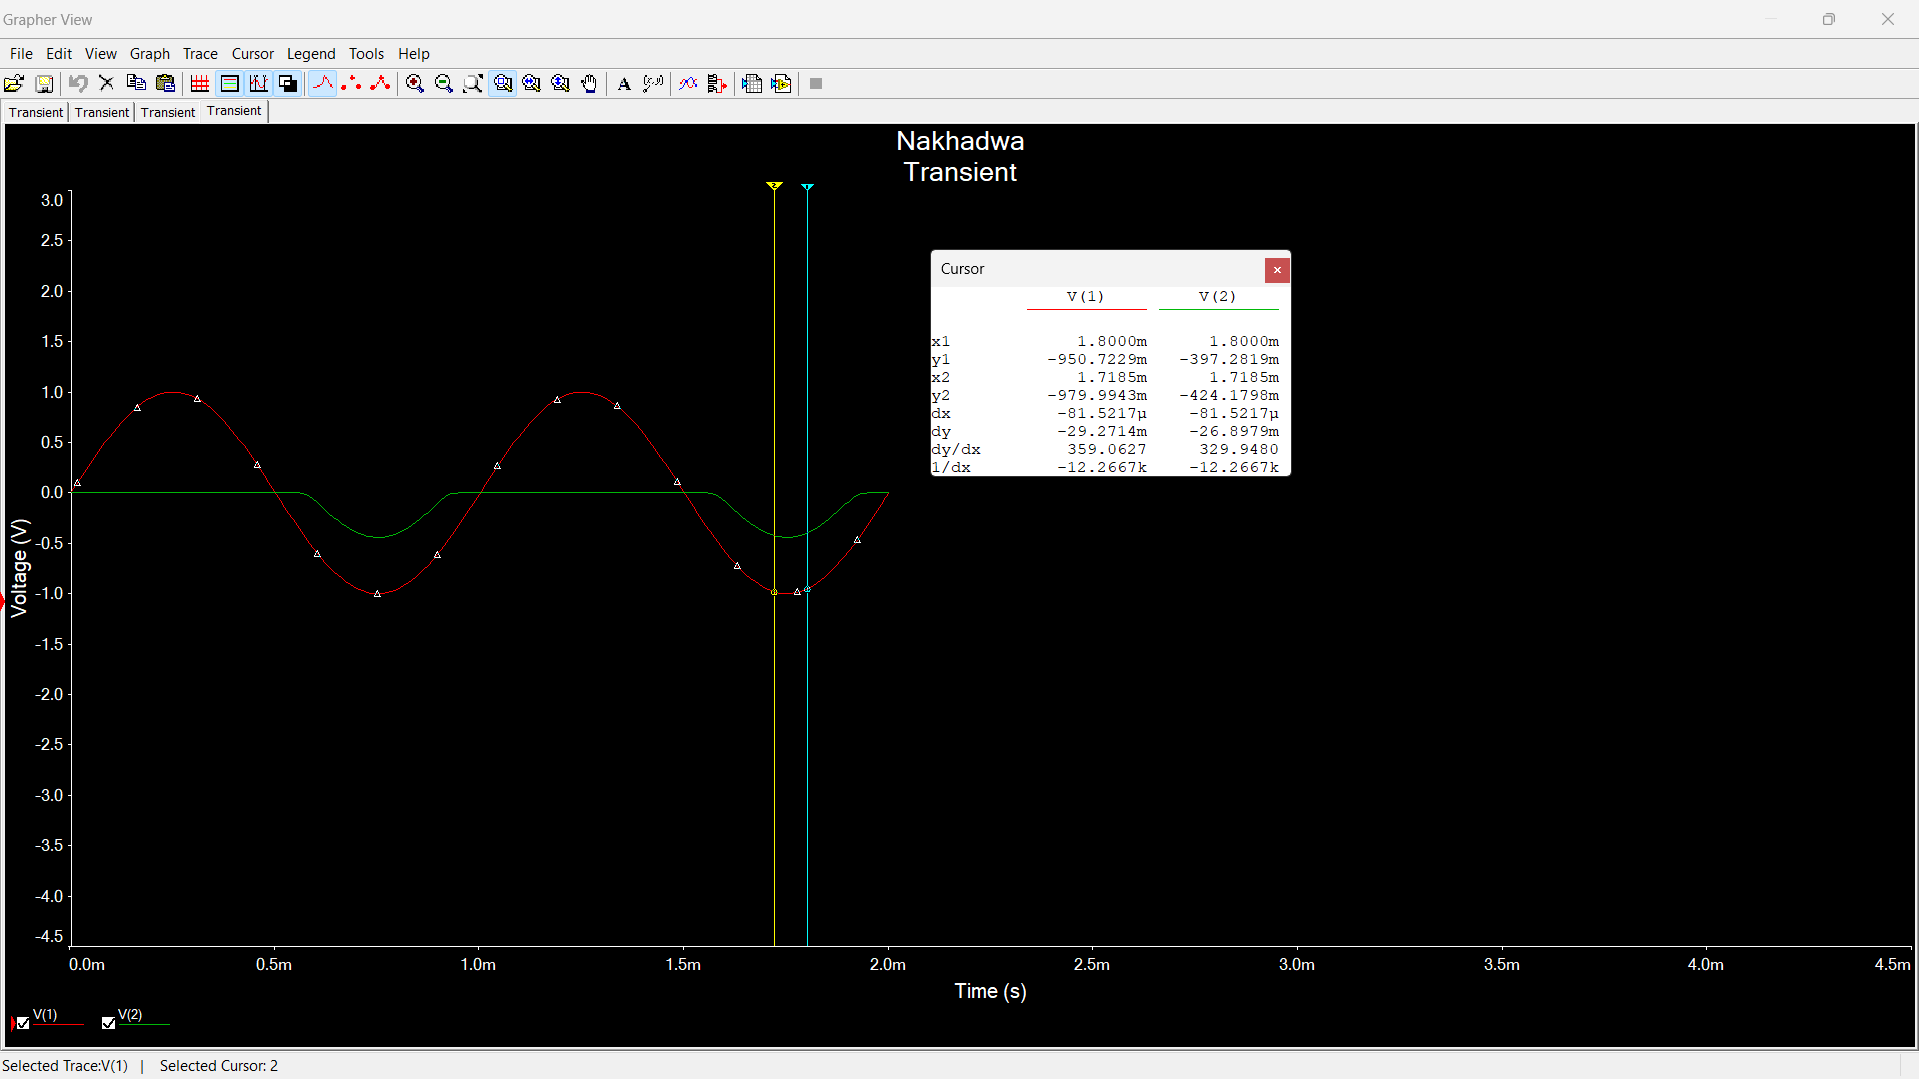 Grapher View
File Edit View Graph Trace Cursor Legend Tools Help
Transient Transient Transient Transient
Nakhadwa
Transient
3.0
2.5
2.0
1.5
1.0
0.5
0.0
-0.5
-1.0
-1.5
-2.0
-2.5
-3.0
-3.5
-4.0
-4.5
Voltage (V)
2 1
Cursor
V(1) V(2)
x1 1.8000m 1.8000m
y1 -950.7229m -397.2819m
x2 1.7185m 1.7185m
y2 -979.9943m -424.1798m
dx -81.5217µ -81.5217µ
dy -29.2714m -26.8979m
dy/dx 359.0627 329.9480
1/dx -12.2667k -12.2667k
0.0m 0.5m 1.0m 1.5m 2.0m 2.5m 3.0m 3.5m 4.0m 4.5m
Time (s)
V(1) V(2)
Selected Trace:V(1) | Selected Cursor: 2